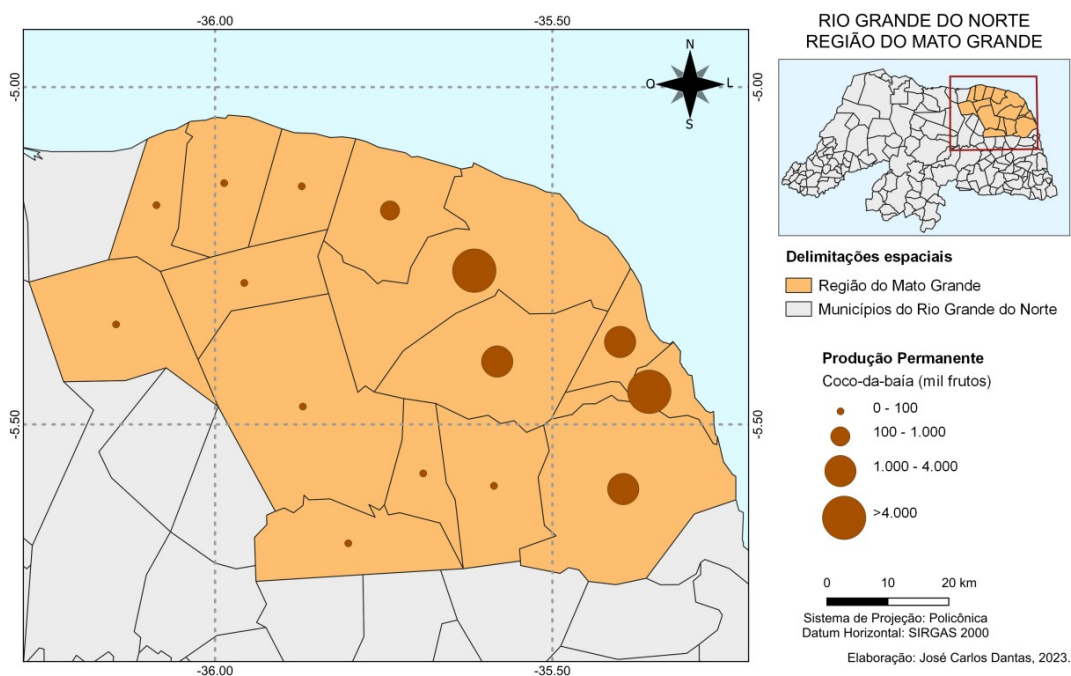 -36.00
-35.50
-5.00
-5.00
N
O
L
S
-5.50
-5.50
-36.00
-35.50
RIO GRANDE DO NORTE
REGIÃO DO MATO GRANDE
Delimitações espaciais
Região do Mato Grande
Municípios do Rio Grande do Norte
Produção Permanente
Coco-da-baía (mil frutos)
0 - 100
100 - 1.000
1.000 - 4.000
>4.000
0 10 20 km
Sistema de Projeção: Policônica
Datum Horizontal: SIRGAS 2000
Elaboração: José Carlos Dantas, 2023.